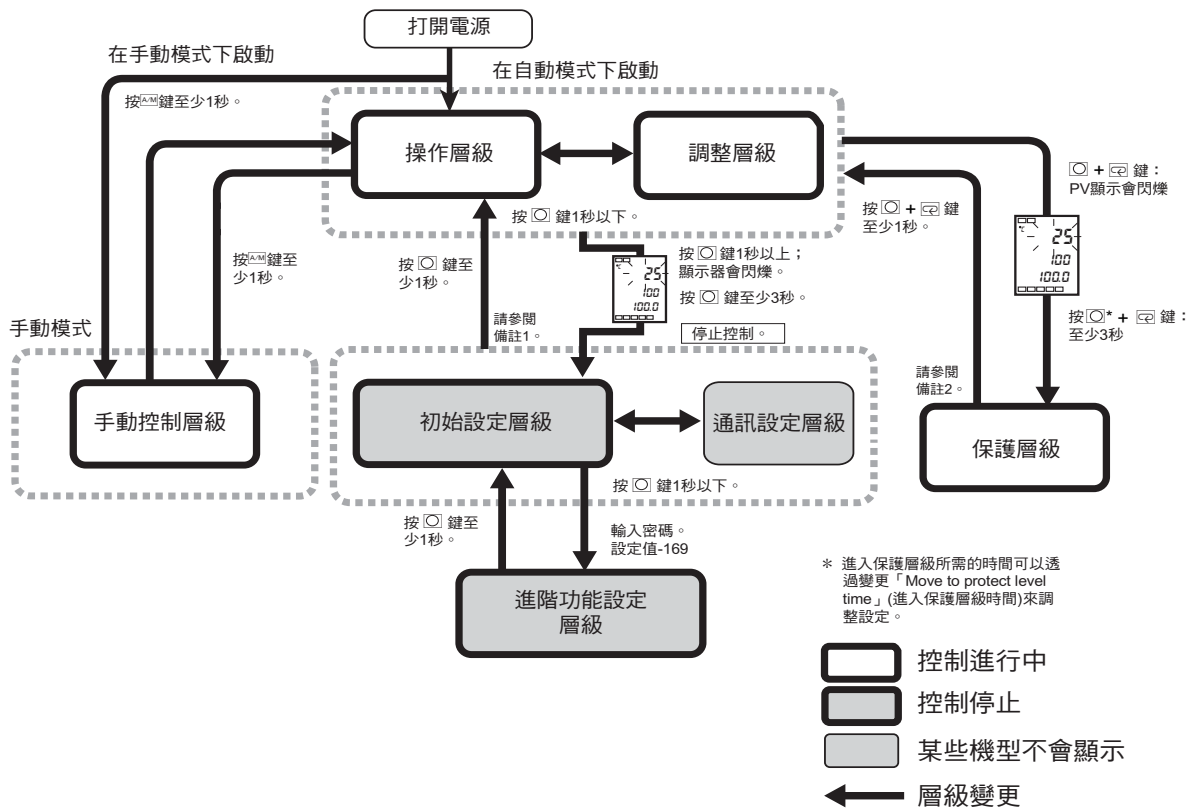 打開電源
在手動模式下啟動
在自動模式下啟動
按A/M鍵至少1秒。
操作層級
調整層級
按 O 鍵1秒以下。
O + 鍵：
PV顯示會閃爍
按 O + 鍵
至少1秒。
25
100
100.0
按O* + 鍵：
至少3秒
按A/M鍵至
少1秒。
按 O 鍵至
少1秒。
°C
25
100
100.0
按 O 鍵1秒以上；
顯示器會閃爍。
按 O 鍵至少3秒。
停止控制。
請參閱
備註1。
手動模式
手動控制層級
初始設定層級
通訊設定層級
請參閱
備註2。
保護層級
按 O 鍵1秒以下。
按 O 鍵至
少1秒。
輸入密碼。
設定值-169
進階功能設定
層級
* 進入保護層級所需的時間可以透
過變更「Move to protect level
time」(進入保護層級時間)來調
整設定。
控制進行中
控制停止
某些機型不會顯示
層級變更